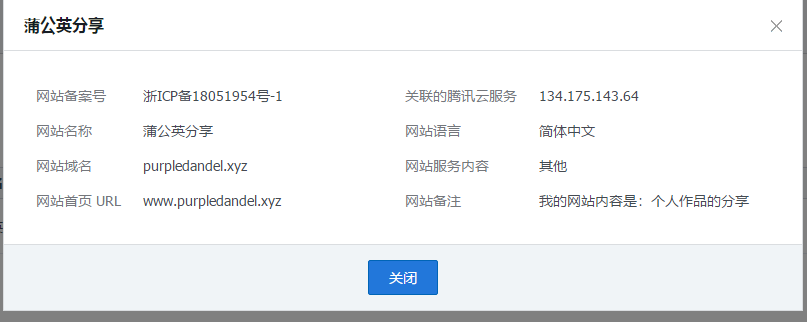 蒲公英分享
网站备案号 浙ICP备18051954号-1 关联的腾讯云服务 134.175.143.64
网站名称 蒲公英分享 网站语言 简体中文
网站域名 purpledandel.xyz 网站服务内容 其他
网站首页 URL www.purpledandel.xyz 网站备注 我的网站内容是：个人作品的分享
关闭